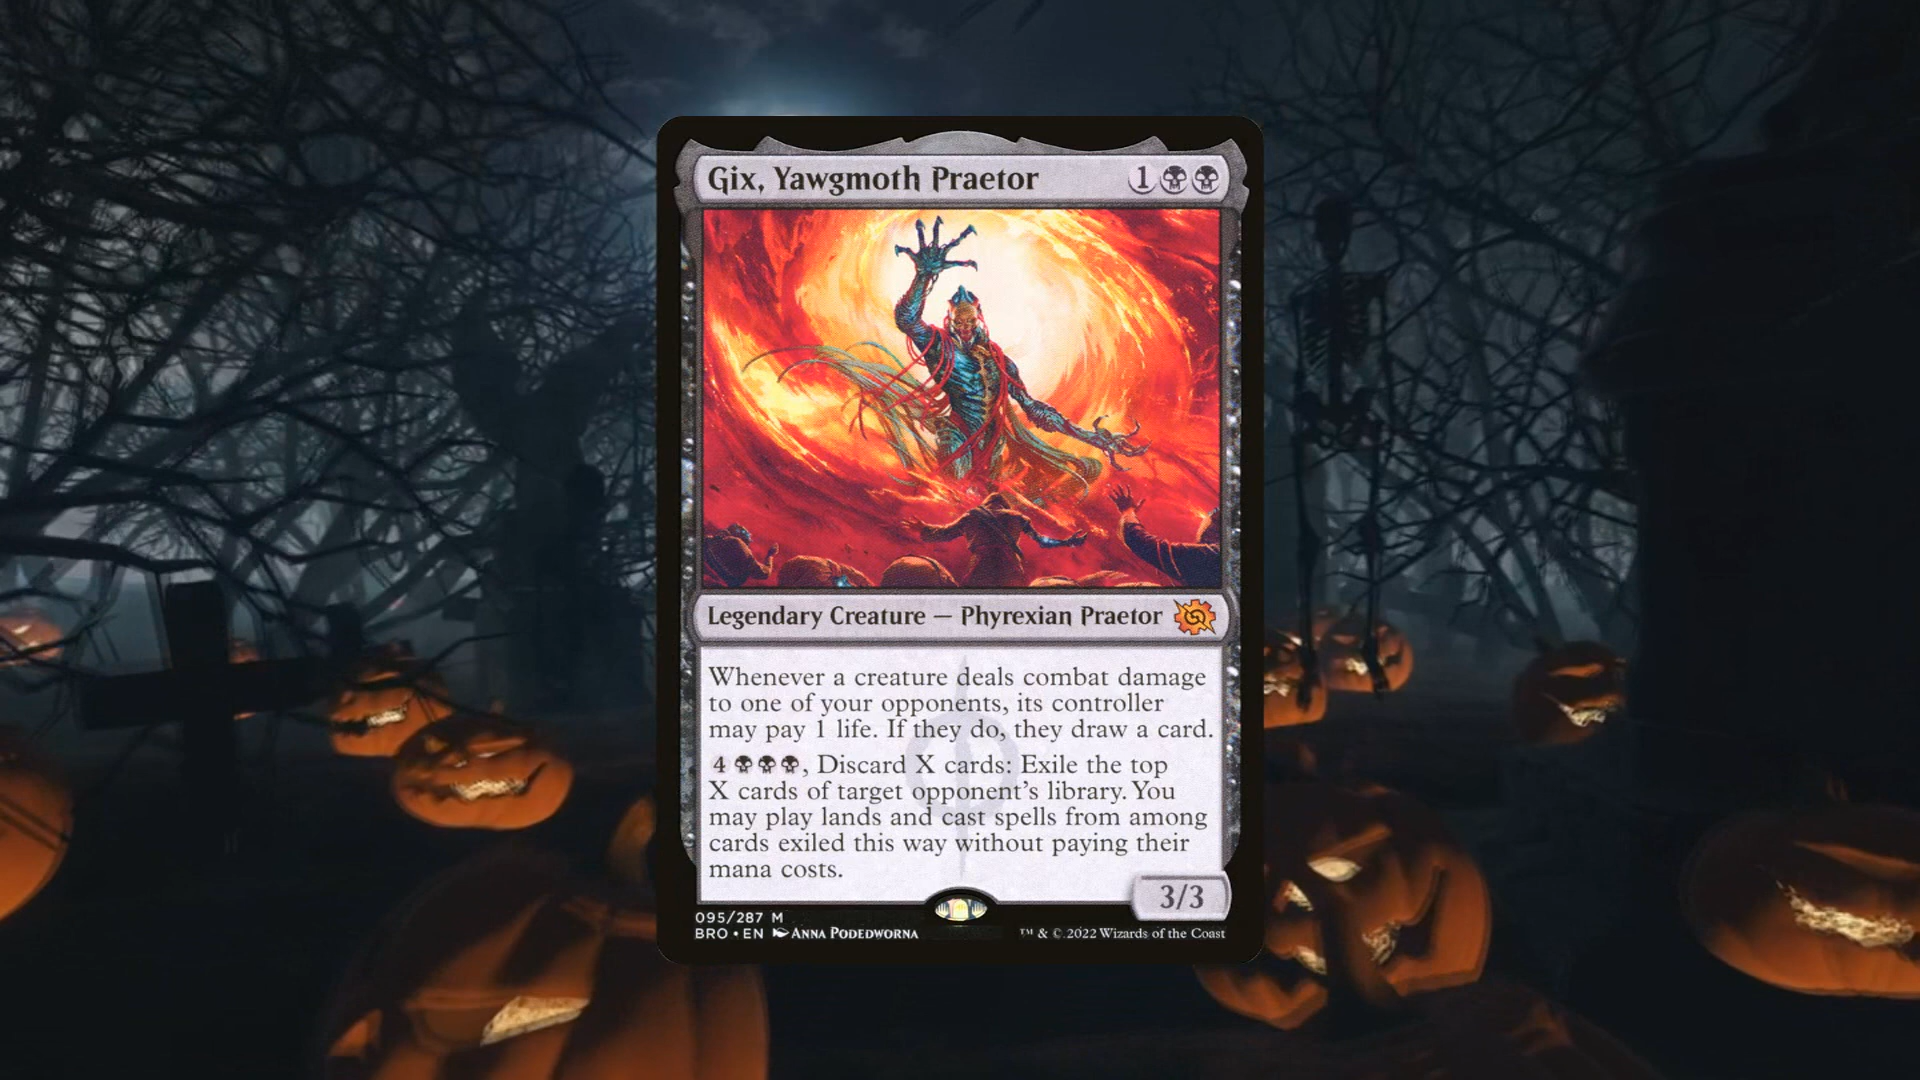 Gix, Yawgmoth Praetor 1
Legendary Creature — Phyrexian Praetor
Whenever a creature deals combat damage
to one of your opponents, its controller
may pay 1 life. If they do, they draw a card.
4, Discard X cards: Exile the top
X cards of target opponent's library. You
may play lands and cast spells from among
cards exiled this way without paying their
mana costs.
3/3
095/287 M
BRO • EN Anna Podedworna
™ & © 2022 Wizards of the Coast